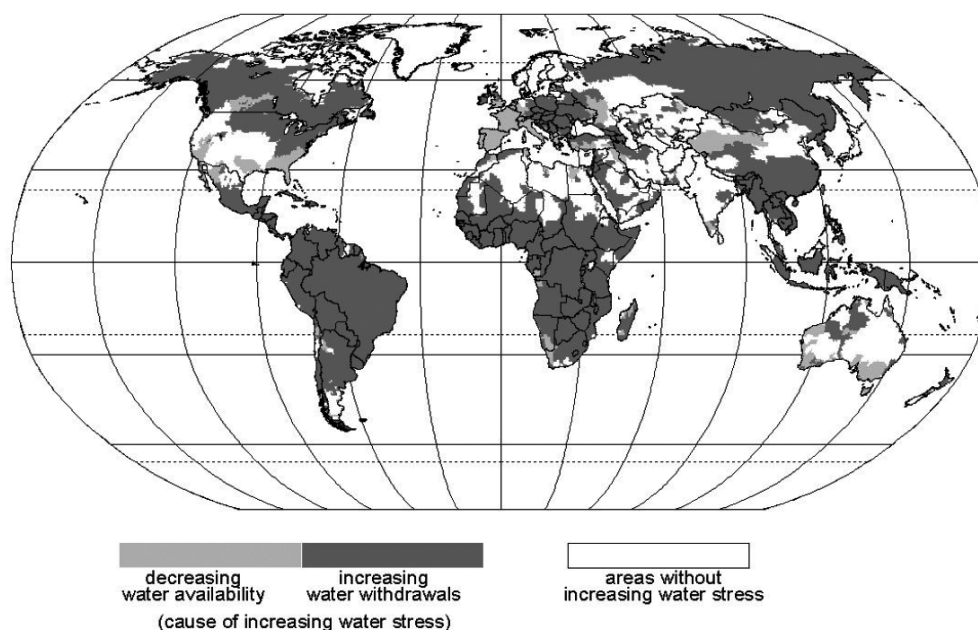 decreasing
water availability
increasing
water withdrawals
(cause of increasing water stress)
areas without
increasing water stress